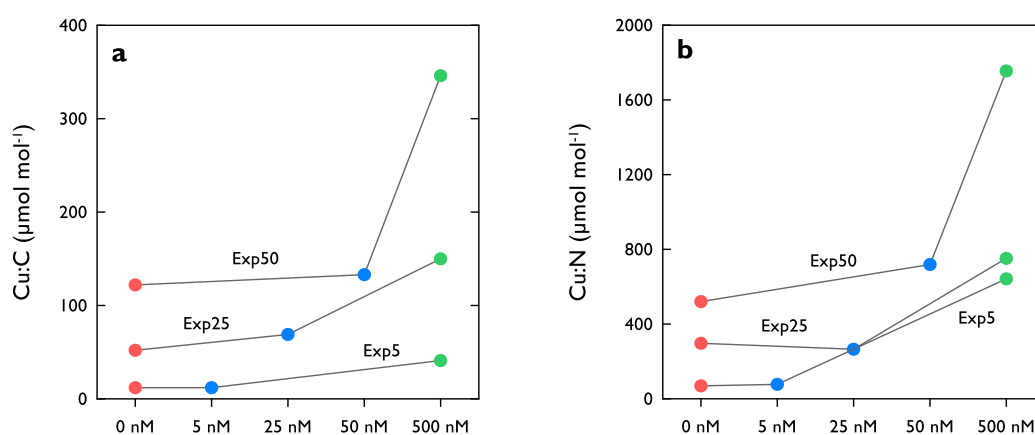 a
Cu:C (µmol mol-1)
400
300
200
100
0
Exp50
Exp25
Exp5
0 nM 5 nM 25 nM 50 nM 500 nM
b
Cu:N (µmol mol-1)
2000
1600
1200
800
400
0
Exp50
Exp25
Exp5
0 nM 5 nM 25 nM 50 nM 500 nM